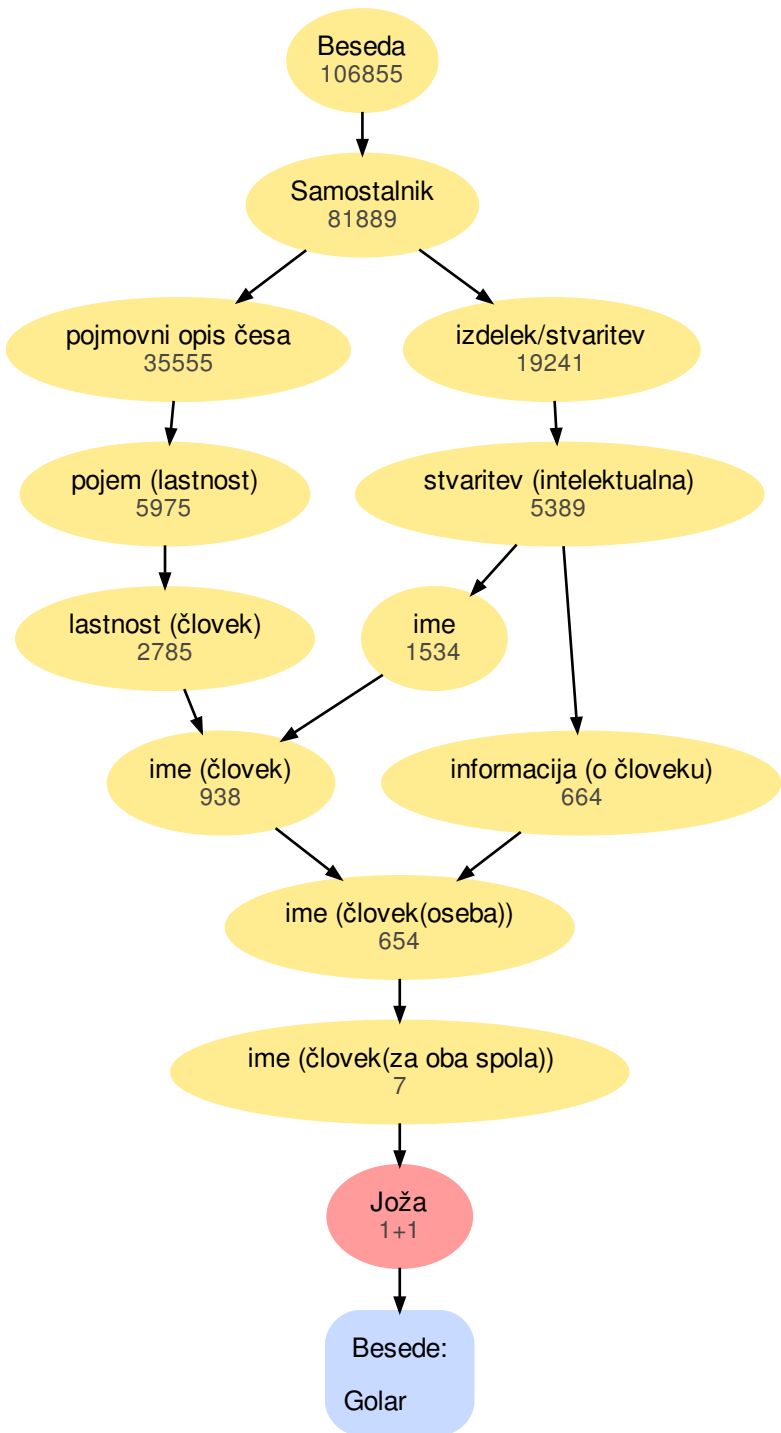 Beseda
106855
Samostalnik
81889
pojmovni opis česa
35555
izdelek/stvaritev
19241
pojem (lastnost)
5975
stvaritev (intelektualna)
5389
lastnost (človek)
2785
ime
1534
ime (človek)
938
informacija (o človeku)
664
ime (človek(oseba))
654
ime (človek(za oba spola))
7
Joža
1+1
Besede:
Golar